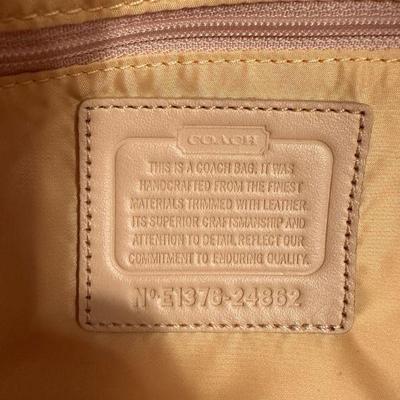 COACH
THIS IS A COACH BAG. IT WAS
HANDCRAFTED FROM THE FINEST
MATERIALS TRIMMED WITH LEATHER.
ITS SUPERIOR CRAFTSMANSHIP AND
ATTENTION TO DETAIL REFLECT OUR
COMMITMENT TO ENDURING QUALITY.
Nº E1376-24862